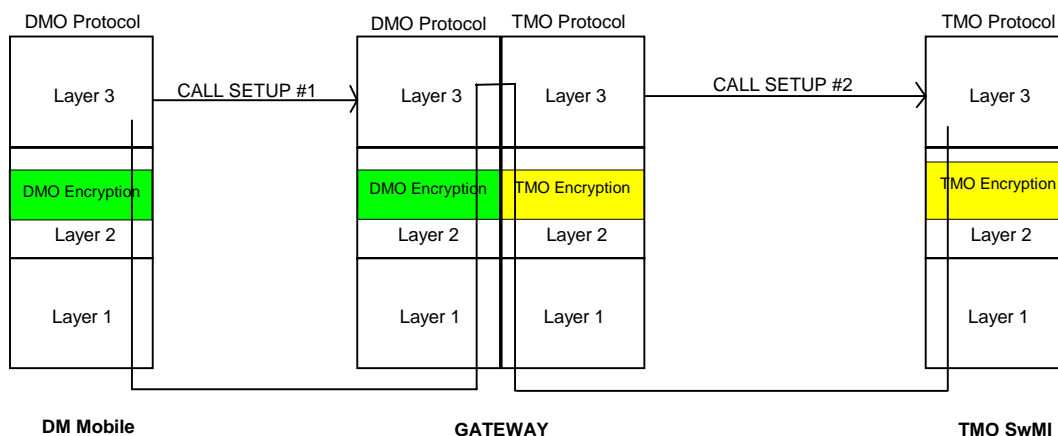 DMO Protocol
DMO Protocol
TMO Protocol
TMO Protocol
Layer 3
CALL SETUP #1
Layer 3
Layer 3
CALL SETUP #2
Layer 3
DMO Encryption
DMO Encryption
TMO Encryption
TMO Encryption
Layer 2
Layer 2
Layer 2
Layer 2
Layer 1
Layer 1
Layer 1
Layer 1
DM Mobile
GATEWAY
TMO SwMI